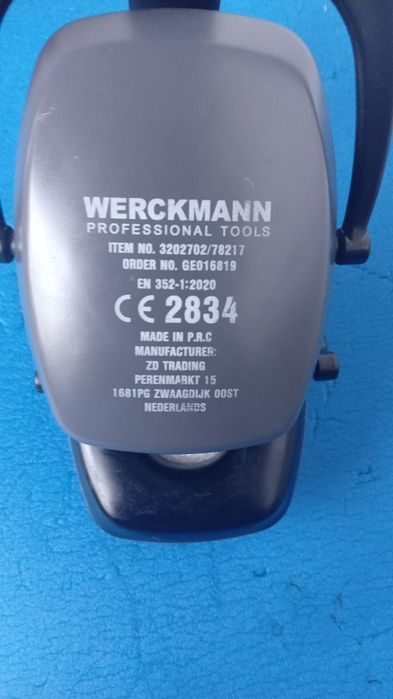 WERCKMANN
PROFESSIONAL TOOLS
ITEM NO. 3202702/78217
ORDER NO. GE016819
EN 352-1:2020
CE 2834
MADE IN P.R.C
MANUFACTURER:
ZD TRADING
PERENMARKT 15
1681PG ZWAAGDIJK OOST
NEDERLANDS